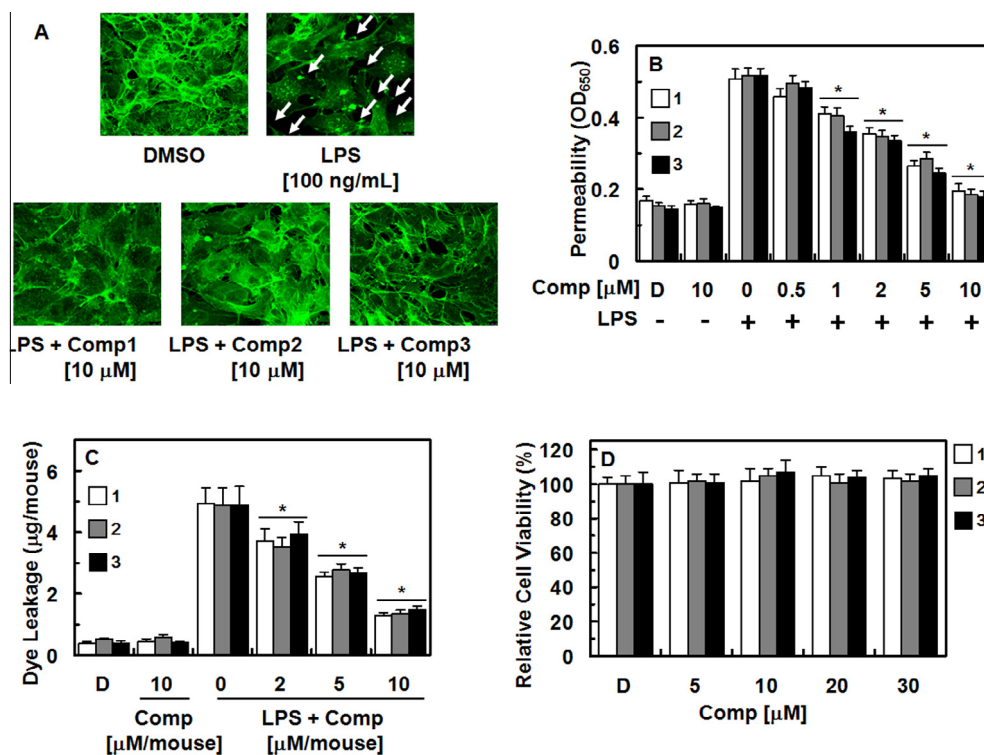 A
DMSO
LPS
[100 ng/mL]
LPS + Comp1
[10 µM]
LPS + Comp2
[10 µM]
LPS + Comp3
[10 µM]
B
1
2
3
Permeability (OD650)
0.6
0.4
0.2
0
* * * *
Comp [µM] D 10 0 0.5 1 2 5 10
LPS - - + + + + + +
C
1
2
3
Dye Leakage (µg/mouse)
6
4
2
0
* * *
D 10 0 2 5 10
Comp LPS + Comp
[µM/mouse] [µM/mouse]
D
1
2
3
Relative Cell Viability (%)
120
100
80
60
40
20
0
D 5 10 20 30
Comp [µM]